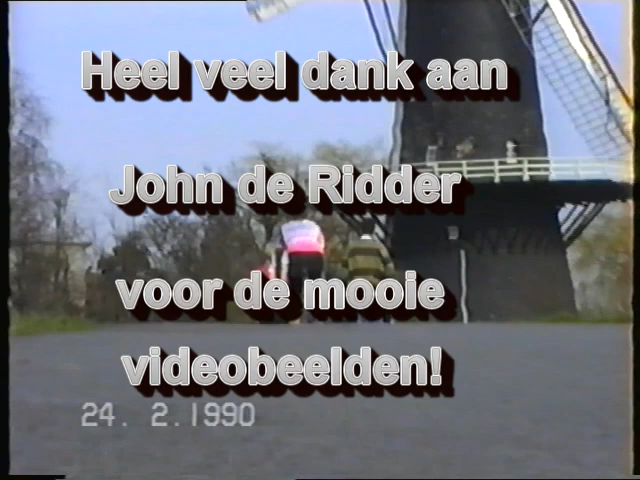 Heel veel dank aan
John de Ridder
voor de mooie
videobeelden!
24. 2.1990